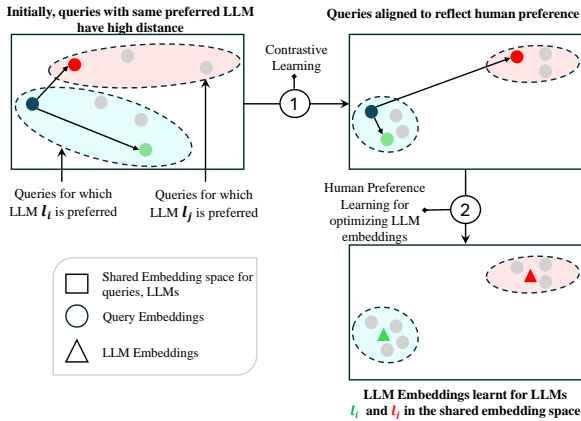 Initially, queries with same preferred LLM
have high distance
Queries aligned to reflect human preference
Contrastive
Learning
1
Queries for which
LLM l_i is preferred
Queries for which
LLM l_j is preferred
Human Preference
Learning for
optimizing LLM
embeddings
2
Shared Embedding space for
queries, LLMs
Query Embeddings
LLM Embeddings
LLM Embeddings learnt for LLMs
l_i and l_j in the shared embedding space